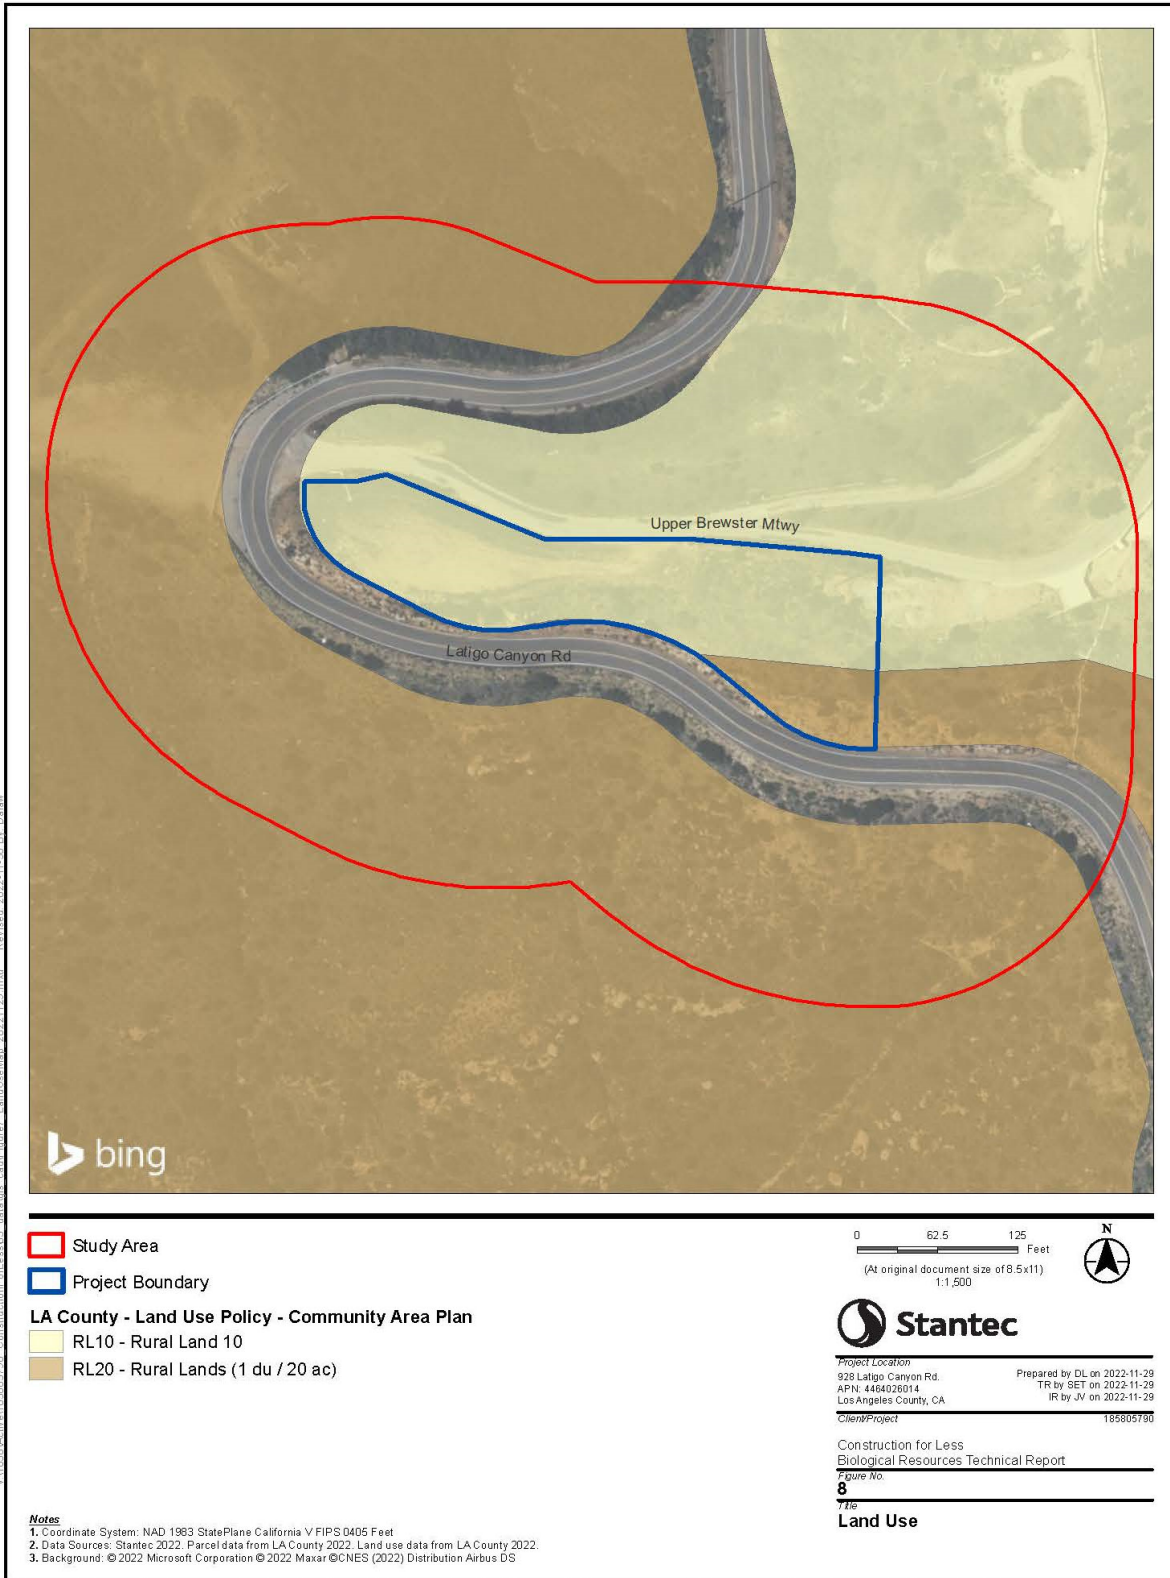 Upper Brewster Mtwy
Latigo Canyon Rd
bing
Study Area
Project Boundary
LA County - Land Use Policy - Community Area Plan
RL10 - Rural Land 10
RL20 - Rural Lands (1 du / 20 ac)
0 62.5 125
Feet
(At original document size of 8.5x11)
1:1,500
N
Stantec
Project Location
928 Latigo Canyon Rd.
APN: 4464026014
Los Angeles County, CA
Prepared by DL on 2022-11-29
TR by SET on 2022-11-29
IR by JV on 2022-11-29
Client/Project 185805790
Construction for Less
Biological Resources Technical Report
Figure No.
8
Title
Land Use
Notes
1. Coordinate System: NAD 1983 StatePlane California V FIPS 0405 Feet
2. Data Sources: Stantec 2022. Parcel data from LA County 2022. Land use data from LA County 2022.
3. Background: © 2022 Microsoft Corporation © 2022 Maxar ©CNES (2022) Distribution Airbus DS